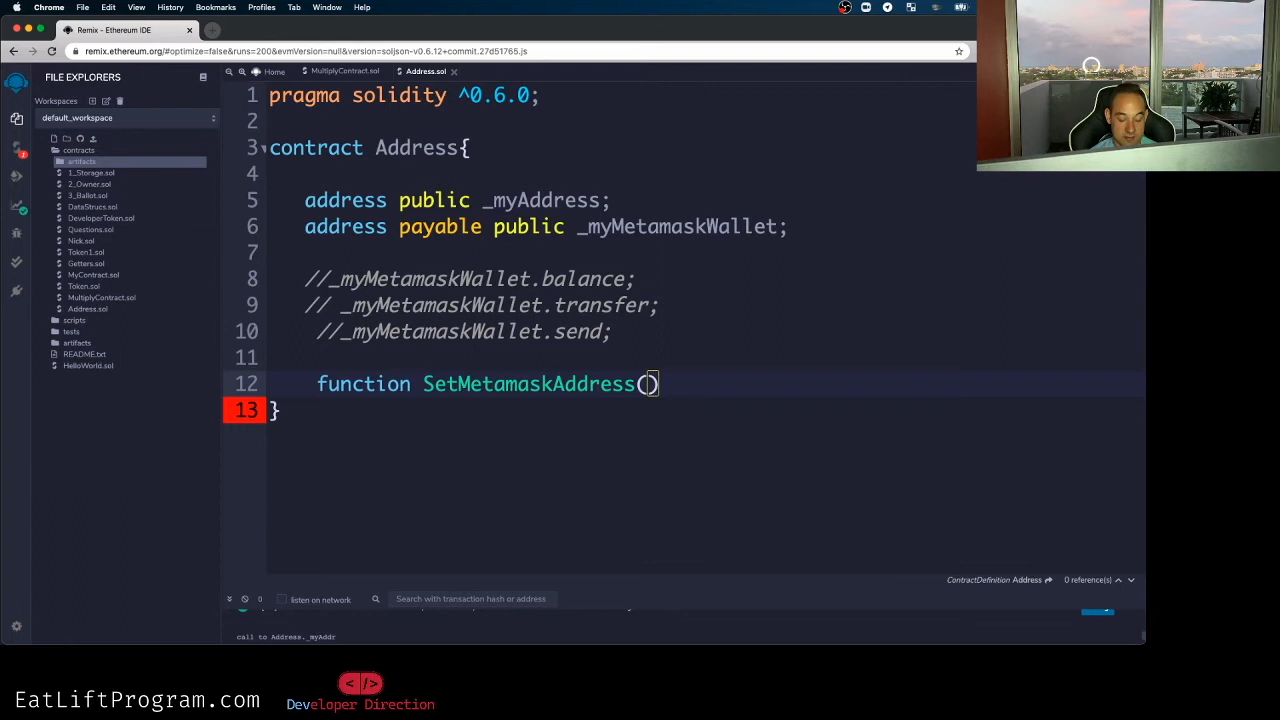 Chrome File Edit View History Bookmarks Profiles Tab Window Help
Remix - Ethereum IDE
remix.ethereum.org/#optimize=false&runs=200&evmVersion=null&version=soljson-v0.6.12+commit.27d51765.js
FILE EXPLORERS
Home MultiplyContract.sol Address.sol
Workspaces
default_workspace
contracts
artifacts
1_Storage.sol
2_Owner.sol
3_Ballot.sol
DataStrucs.sol
DeveloperToken.sol
Questions.sol
Nick.sol
Token1.sol
Getters.sol
MyContract.sol
Token.sol
MultiplyContract.sol
Address.sol
scripts
tests
artifacts
README.txt
HelloWorld.sol
1 pragma solidity ^0.6.0;
2
3 contract Address{
4
5 address public _myAddress;
6 address payable public _myMetamaskWallet;
7
8 //_myMetamaskWallet.balance;
9 // _myMetamaskWallet.transfer;
10 //_myMetamaskWallet.send;
11
12 function SetMetamaskAddress()
13 }
ContractDefinition Address 0 reference(s)
0 listen on network Search with transaction hash or address
call to Address._myAddr
EatLiftProgram.com
</>
Developer Direction